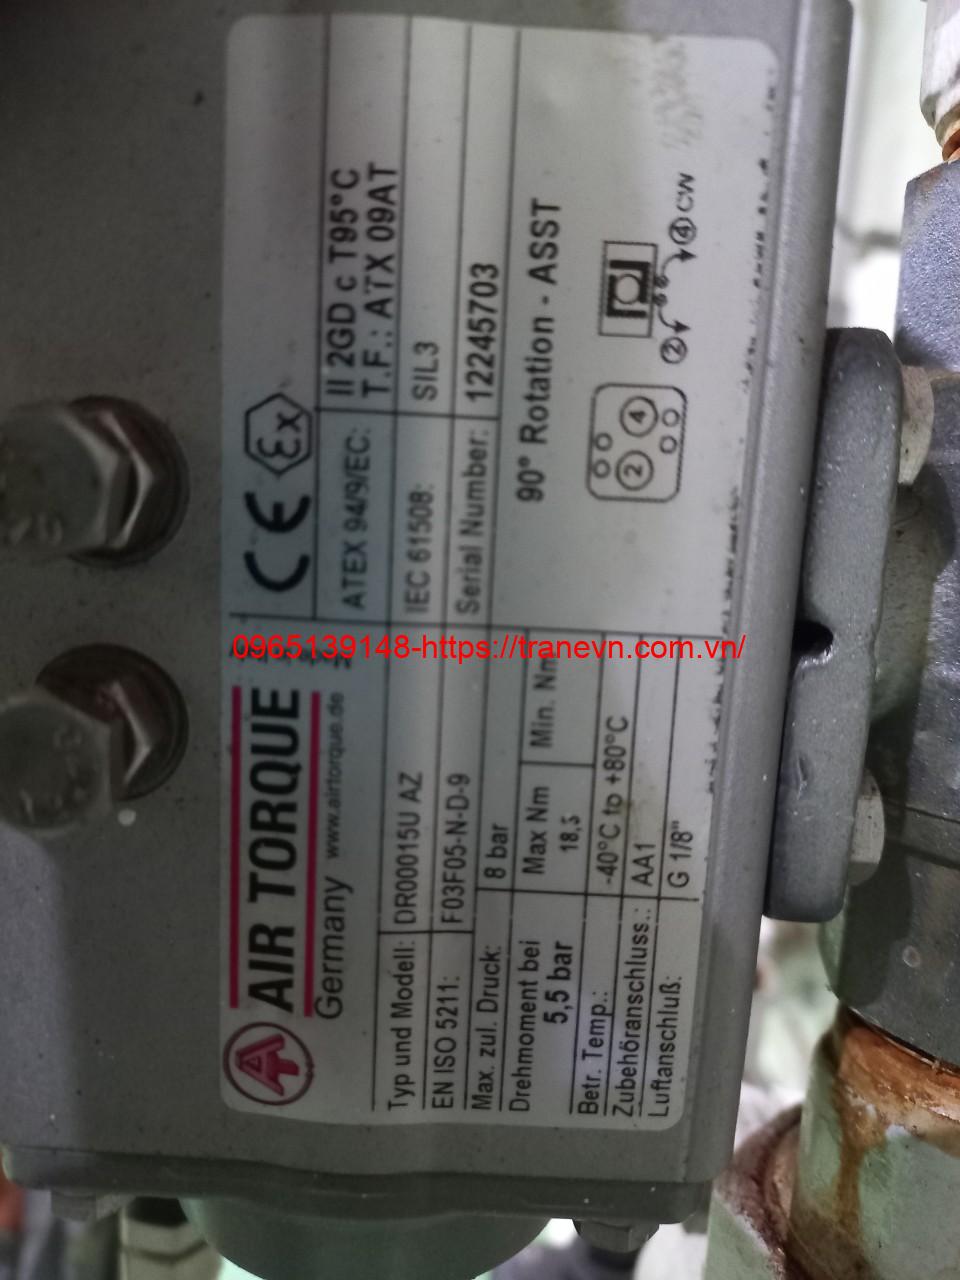 AIR TORQUE
Germany www.airtorque.de
Typ und Modell: DR00015U AZ
EN ISO 5211: F03F05-N-D-9
Max. zul. Druck: 8 bar
Drehmoment bei Max Nm Min. Nm
5,5 bar 18,5
Betr. Temp.: -40°C to +80°C
Zubehöranschluss.: AA1
Luftanschluß: G 1/8"
CE Ex
ATEX 94/9/EC: II 2GD c T95°C
T.F.: ATX 09AT
IEC 61508: SIL3
Serial Number: 12245703
90° Rotation - ASST
2 4
2 4 CW
0965139148-https://tranevn.com.vn/